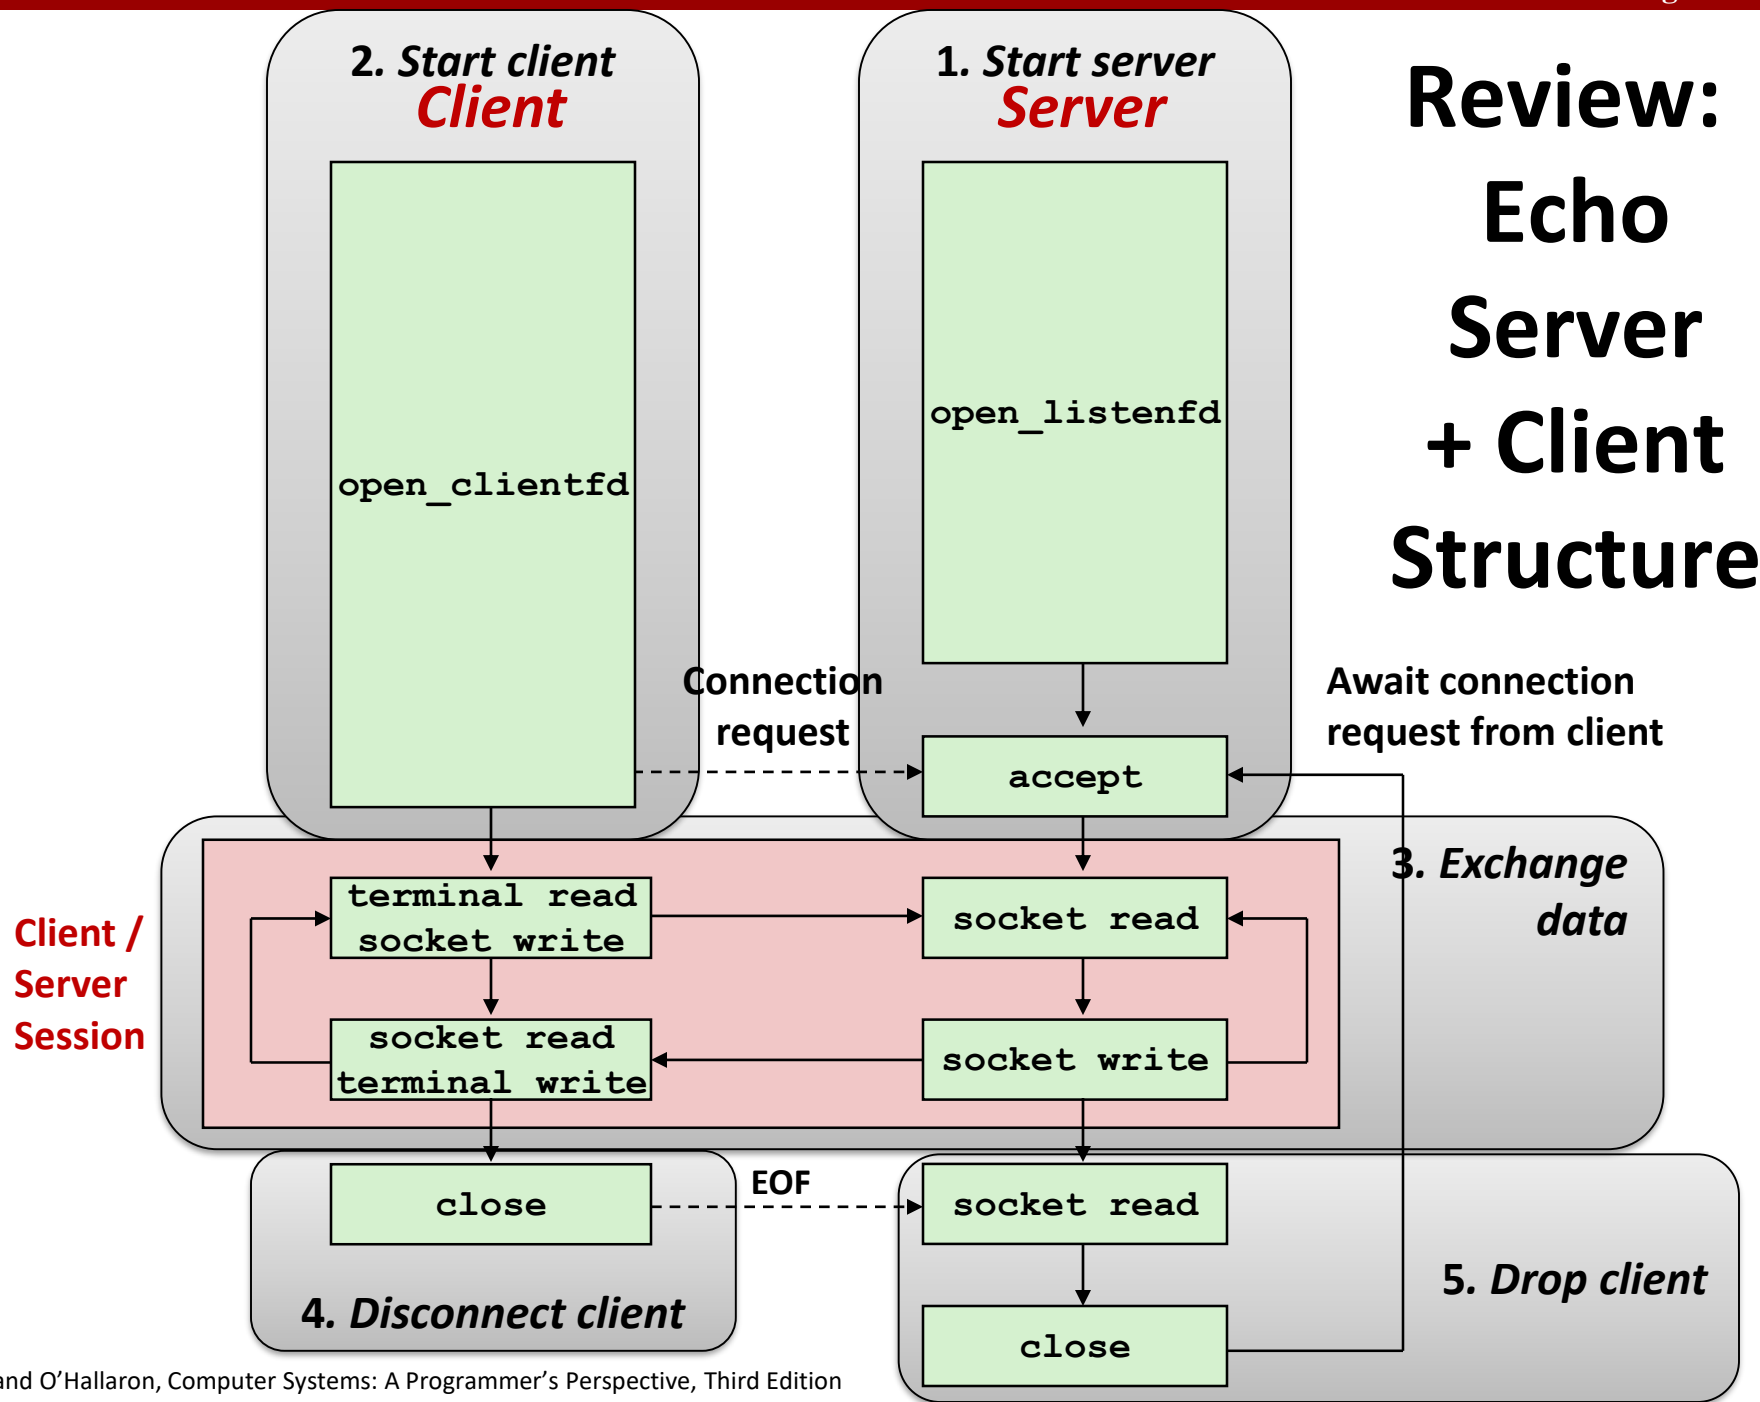 2. Start client
Client
1. Start server
Server
Review:
Echo
Server
+ Client
Structure
open_listenfd
open_clientfd
Connection
request
Await connection
request from client
accept
3. Exchange
data
Client /
Server
Session
terminal read
socket write
socket read
socket read
terminal write
socket write
close
EOF
socket read
4. Disconnect client
5. Drop client
close
and O’Hallaron, Computer Systems: A Programmer’s Perspective, Third Edition